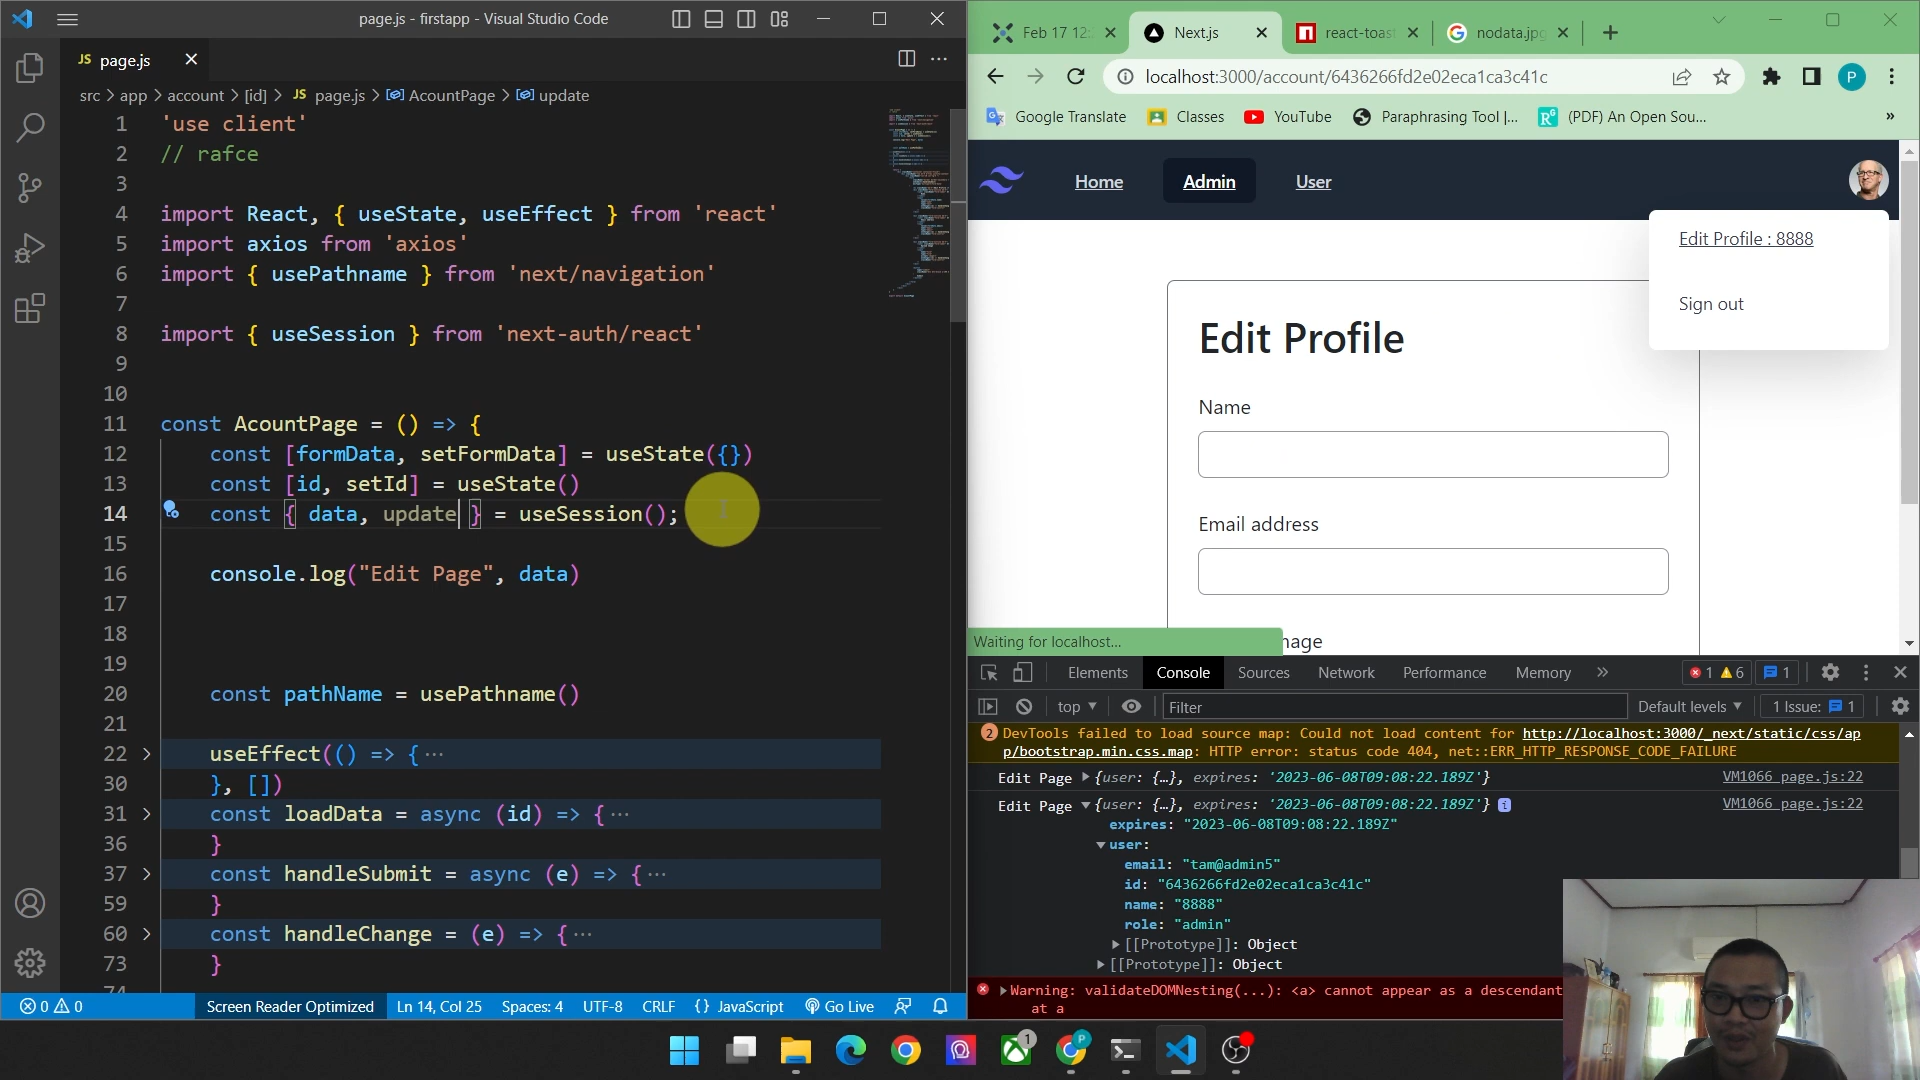 page.js - firstapp - Visual Studio Code
JS page.js
src > app > account > [id] > JS page.js > AcountPage > update
1 'use client'
2 // rafce
3
4 import React, { useState, useEffect } from 'react'
5 import axios from 'axios'
6 import { usePathname } from 'next/navigation'
7
8 import { useSession } from 'next-auth/react'
9
10
11 const AcountPage = () => {
12 const [formData, setFormData] = useState({})
13 const [id, setId] = useState()
14 const { data, update } = useSession();
15
16 console.log("Edit Page", data)
17
18
19
20 const pathName = usePathname()
21
22 useEffect(() => {···
30 }, [])
31 const loadData = async (id) => {···
36 }
37 const handleSubmit = async (e) => {···
59 }
60 const handleChange = (e) => {···
73 }
74
0 0 Screen Reader Optimized Ln 14, Col 25 Spaces: 4 UTF-8 CRLF {} JavaScript Go Live
Feb 17 12: Next.js react-toast nodata.jpg
localhost:3000/account/6436266fd2e02eca1ca3c41c P
Google Translate Classes YouTube Paraphrasing Tool |... (PDF) An Open Sou... »
Home Admin User
Edit Profile : 8888
Sign out
Edit Profile
Name
Email address
mage
Waiting for localhost...
Elements Console Sources Network Performance Memory » 1 6 1
top Filter Default levels 1 Issue: 1
2 DevTools failed to load source map: Could not load content for http://localhost:3000/_next/static/css/ap
p/bootstrap.min.css.map: HTTP error: status code 404, net::ERR_HTTP_RESPONSE_CODE_FAILURE
Edit Page {user: {…}, expires: '2023-06-08T09:08:22.189Z'} VM1066 page.js:22
Edit Page {user: {…}, expires: '2023-06-08T09:08:22.189Z'} i VM1066 page.js:22
expires: "2023-06-08T09:08:22.189Z"
user:
email: "tam@admin5"
id: "6436266fd2e02eca1ca3c41c"
name: "8888"
role: "admin"
[[Prototype]]: Object
[[Prototype]]: Object
Warning: validateDOMNesting(...): <a> cannot appear as a descendant
at a
1 P